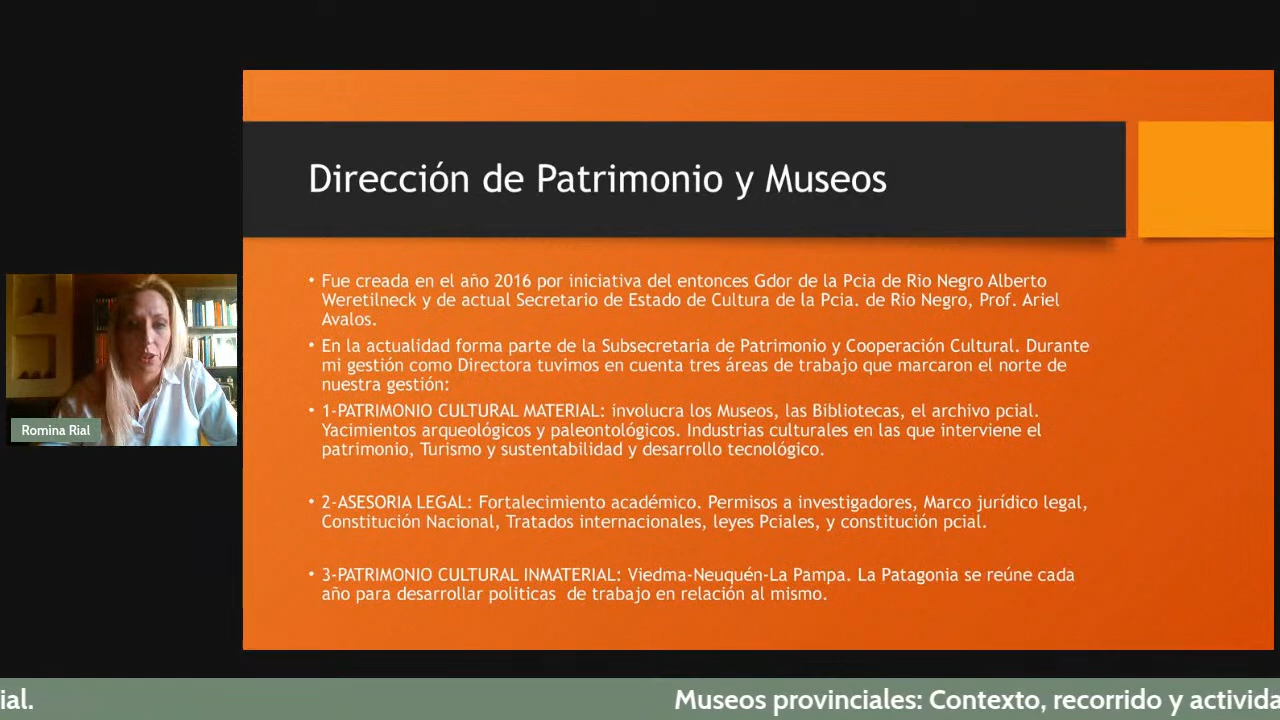 Dirección de Patrimonio y Museos
• Fue creada en el año 2016 por iniciativa del entonces Gdor de la Pcia de Rio Negro Alberto
Weretilneck y de actual Secretario de Estado de Cultura de la Pcia. de Rio Negro, Prof. Ariel
Avalos.
• En la actualidad forma parte de la Subsecretaria de Patrimonio y Cooperación Cultural. Durante
mi gestión como Directora tuvimos en cuenta tres áreas de trabajo que marcaron el norte de
nuestra gestión:
• 1-PATRIMONIO CULTURAL MATERIAL: involucra los Museos, las Bibliotecas, el archivo pcial.
Yacimientos arqueológicos y paleontológicos. Industrias culturales en las que interviene el
patrimonio, Turismo y sustentabilidad y desarrollo tecnológico.
• 2-ASESORIA LEGAL: Fortalecimiento académico. Permisos a investigadores, Marco jurídico legal,
Constitución Nacional, Tratados internacionales, leyes Pciales, y constitución pcial.
• 3-PATRIMONIO CULTURAL INMATERIAL: Viedma-Neuquén-La Pampa. La Patagonia se reúne cada
año para desarrollar politicas de trabajo en relación al mismo.
Romina Rial
ial.
Museos provinciales: Contexto, recorrido y activida